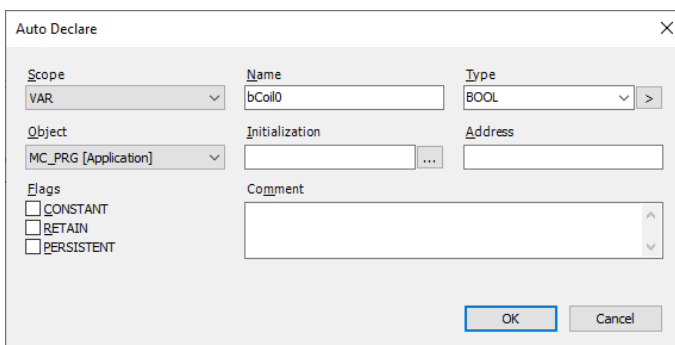 Auto Declare
Scope Name Type
VAR bCoil0 BOOL >
Object Initialization Address
MC_PRG [Application] ...
Flags Comment
CONSTANT
RETAIN
PERSISTENT
OK Cancel